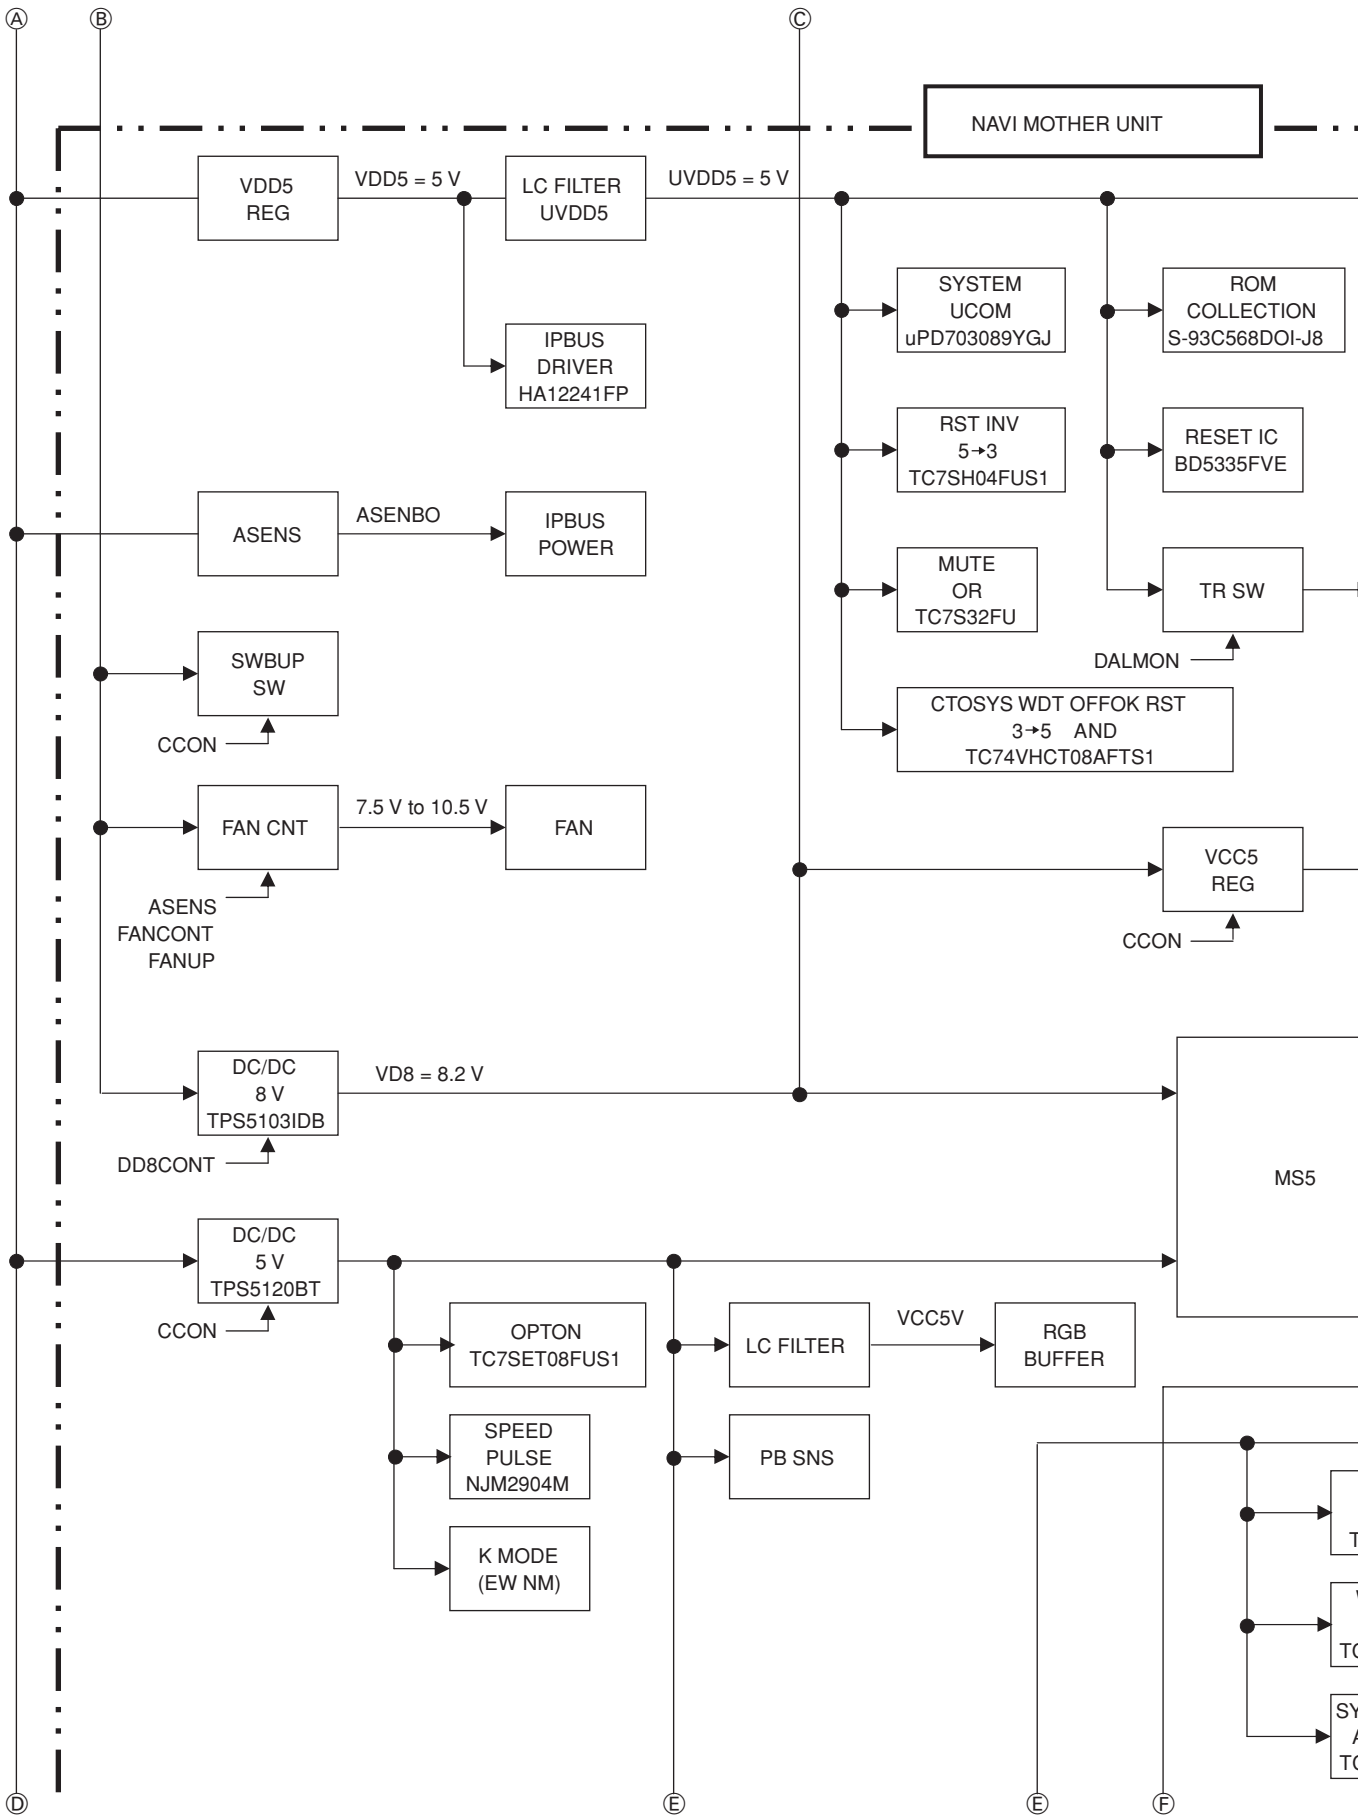 Ⓐ
Ⓑ
Ⓒ
NAVI MOTHER UNIT
VDD5
REG
VDD5 = 5 V
LC FILTER
UVDD5
UVDD5 = 5 V
IPBUS
DRIVER
HA12241FP
SYSTEM
UCOM
uPD703089YGJ
ROM
COLLECTION
S-93C568DOI-J8
RST INV
5→3
TC7SH04FUS1
RESET IC
BD5335FVE
ASENS
ASENBO
IPBUS
POWER
MUTE
OR
TC7S32FU
TR SW
DALMON
SWBUP
SW
CCON
CTOSYS WDT OFFOK RST
3→5 AND
TC74VHCT08AFTS1
FAN CNT
7.5 V to 10.5 V
FAN
ASENS
FANCONT
FANUP
VCC5
REG
CCON
DC/DC
8 V
TPS5103IDB
VD8 = 8.2 V
DD8CONT
MS5
DC/DC
5 V
TPS5120BT
CCON
OPTON
TC7SET08FUS1
LC FILTER
VCC5V
RGB
BUFFER
SPEED
PULSE
NJM2904M
PB SNS
K MODE
(EW NM)
T
TC
SY
A
TC
Ⓓ
Ⓔ
Ⓔ
Ⓕ